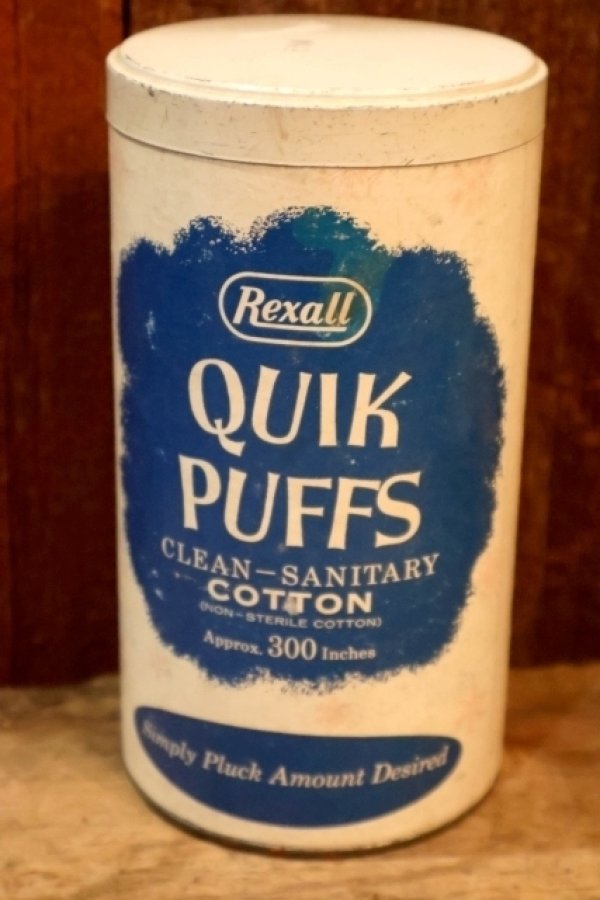 Rexall
QUIK
PUFFS
CLEAN-SANITARY
COTTON
(NON-STERILE COTTON)
Approx. 300 Inches
Simply Pluck Amount Desired